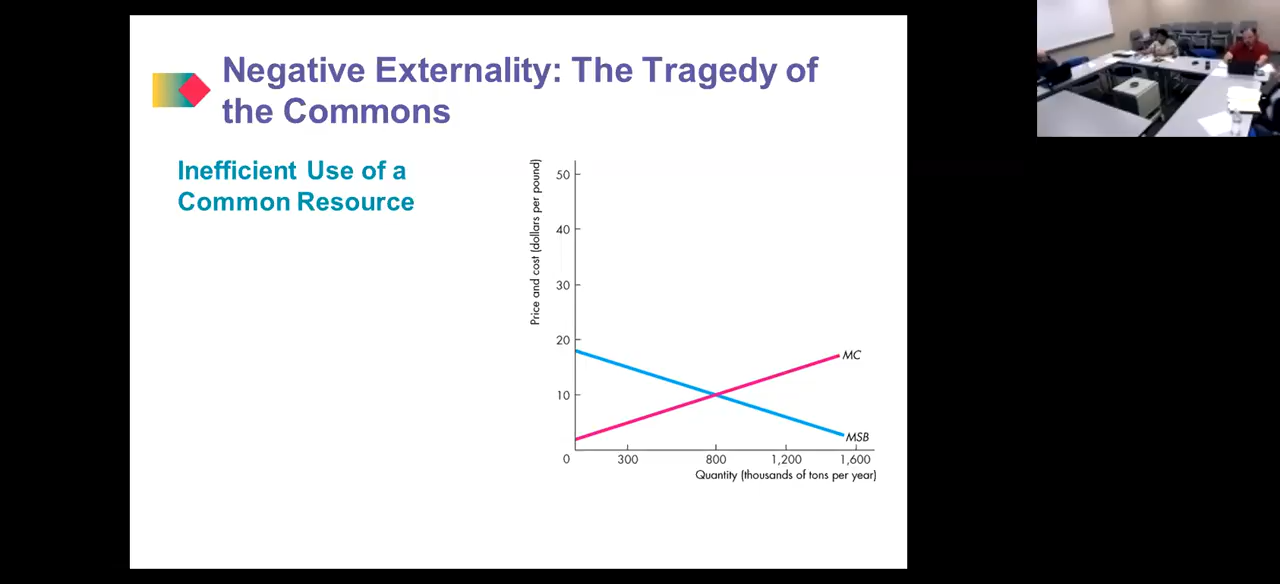 Negative Externality: The Tragedy of
the Commons
Inefficient Use of a
Common Resource
Price and cost (dollars per pound)
50
40
30
20
10
0
MC
MSB
300
800
1,200
1,600
Quantity (thousands of tons per year)